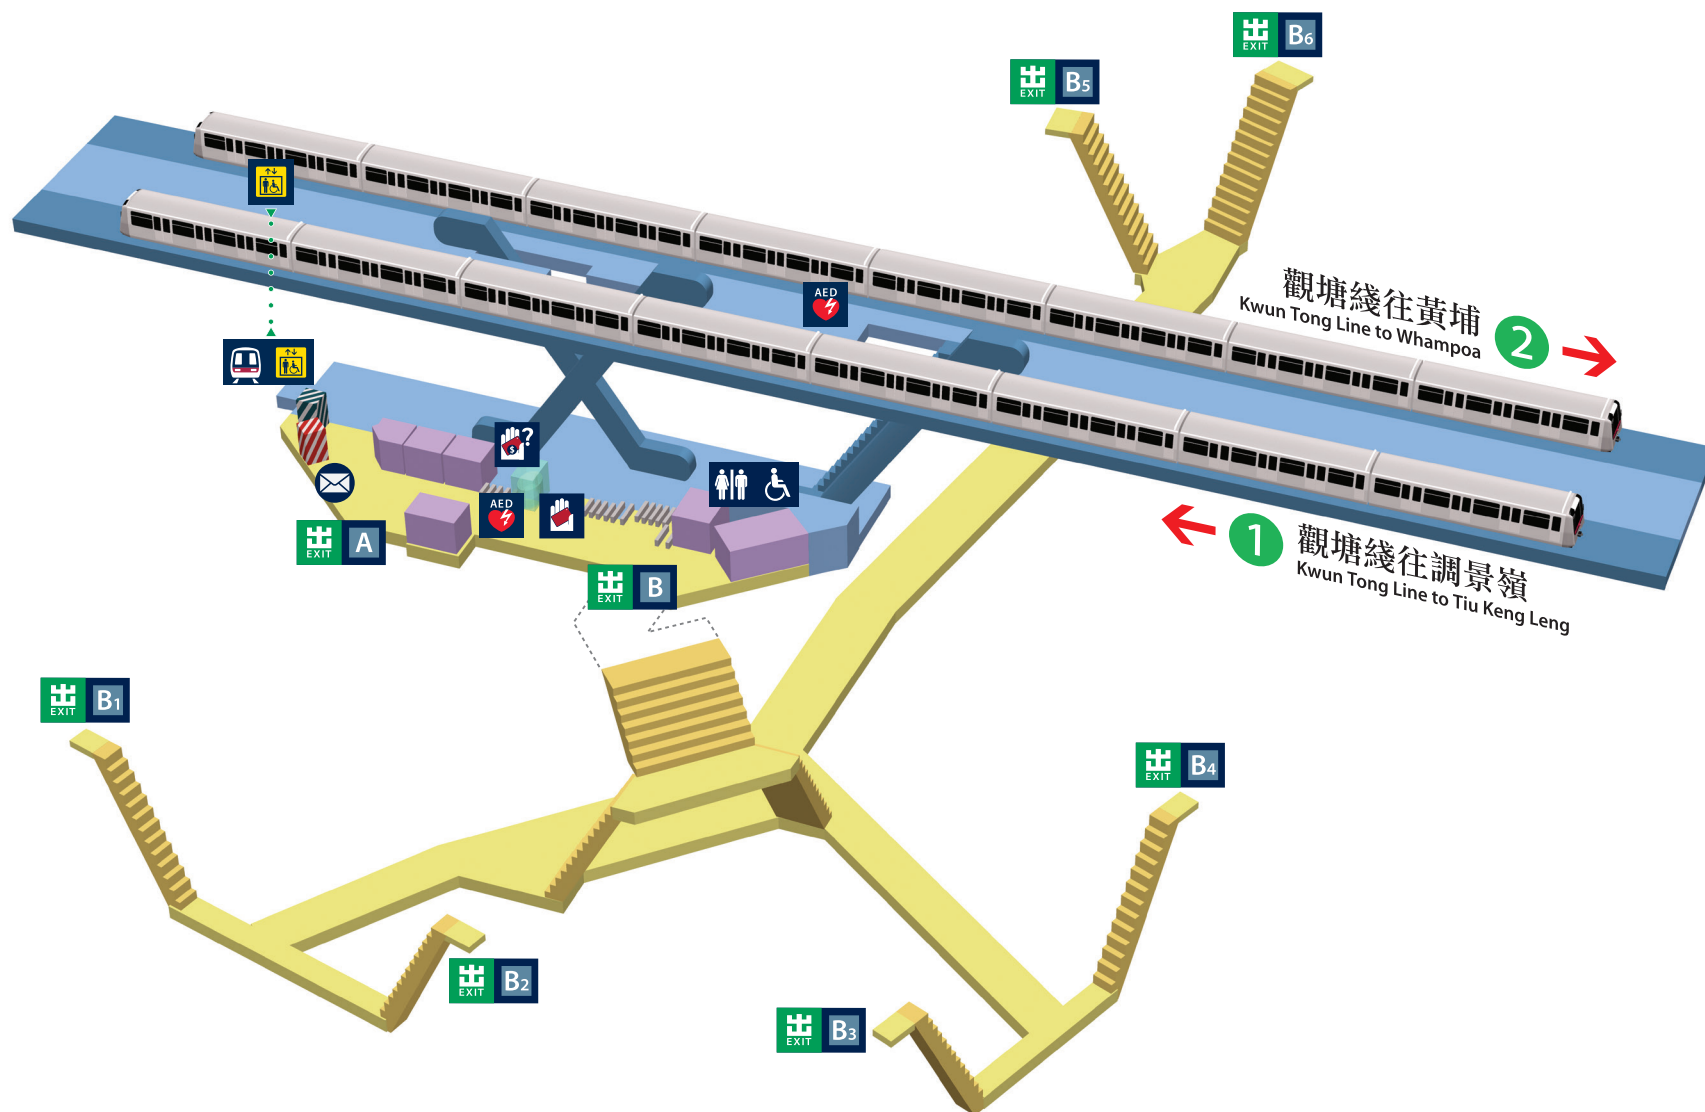 EXIT B6
EXIT B5
觀塘綫往黃埔
Kwun Tong Line to Whampoa
2
AED
?
$
AED
EXIT A
1
觀塘綫往調景嶺
Kwun Tong Line to Tiu Keng Leng
EXIT B
EXIT B1
EXIT B4
EXIT B2
EXIT B3